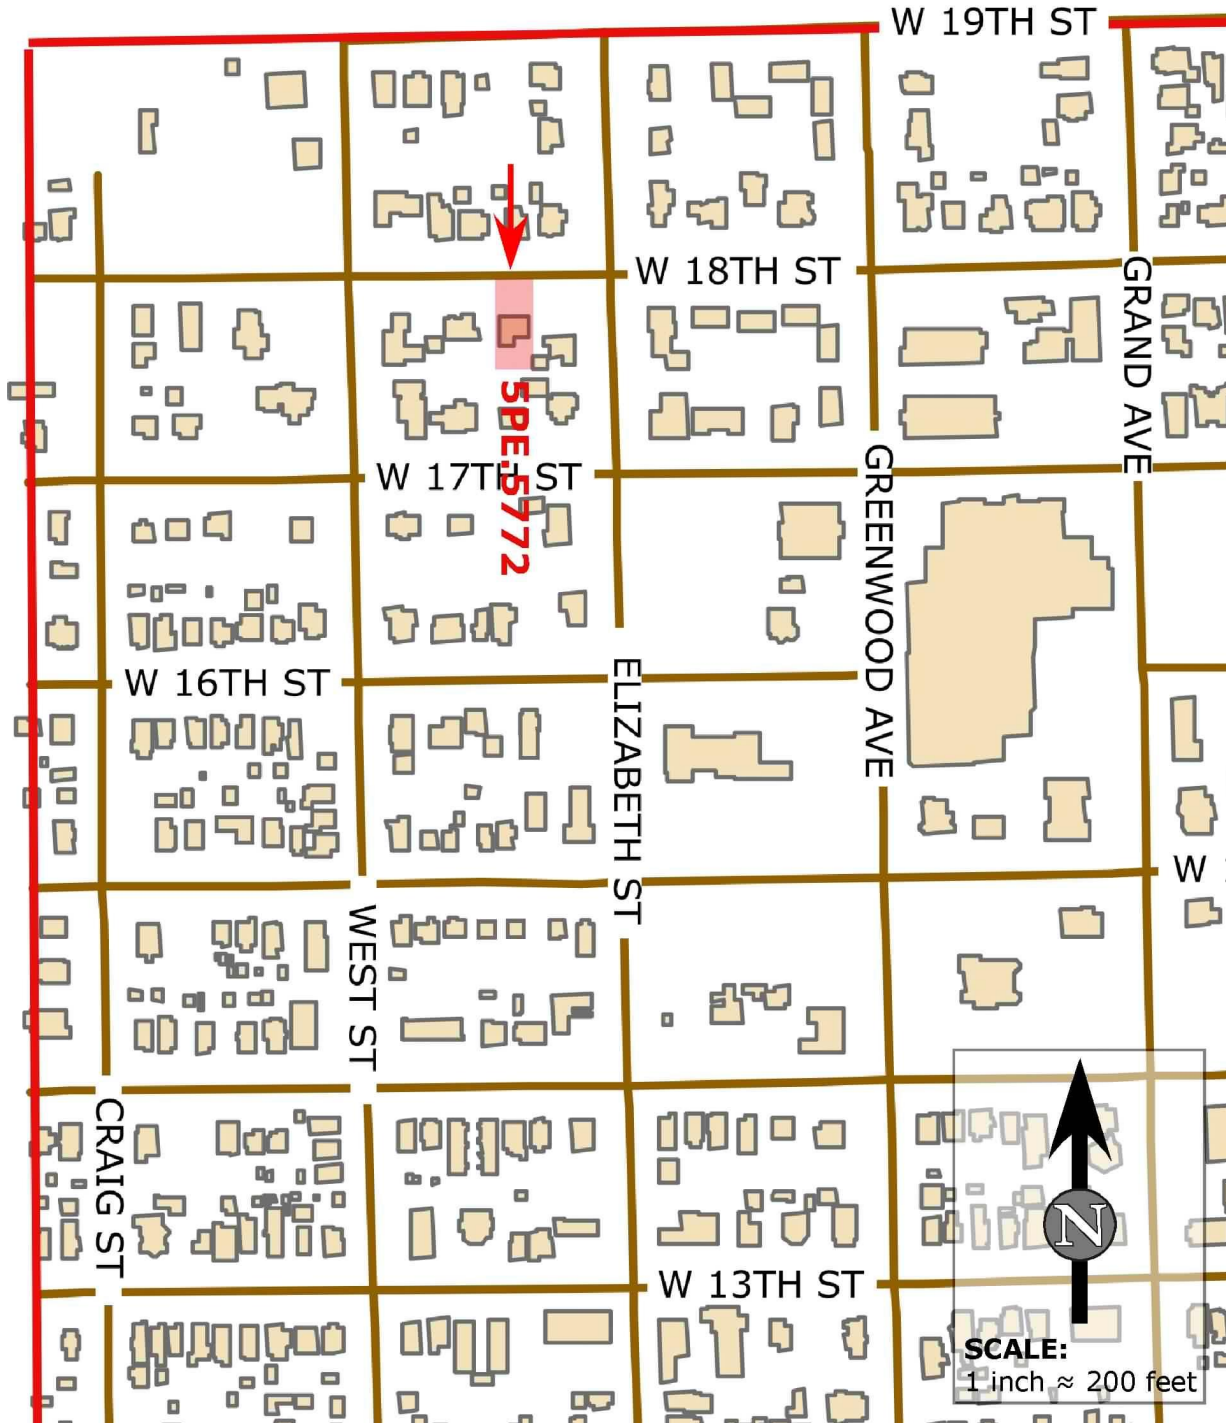 W 19TH ST
W 18TH ST
GRAND AVE
5PE.5772
W 17TH ST
GREENWOOD AVE
W 16TH ST
ELIZABETH ST
W
WEST ST
CRAIG ST
W 13TH ST
N
SCALE:
1 inch ≈ 200 feet